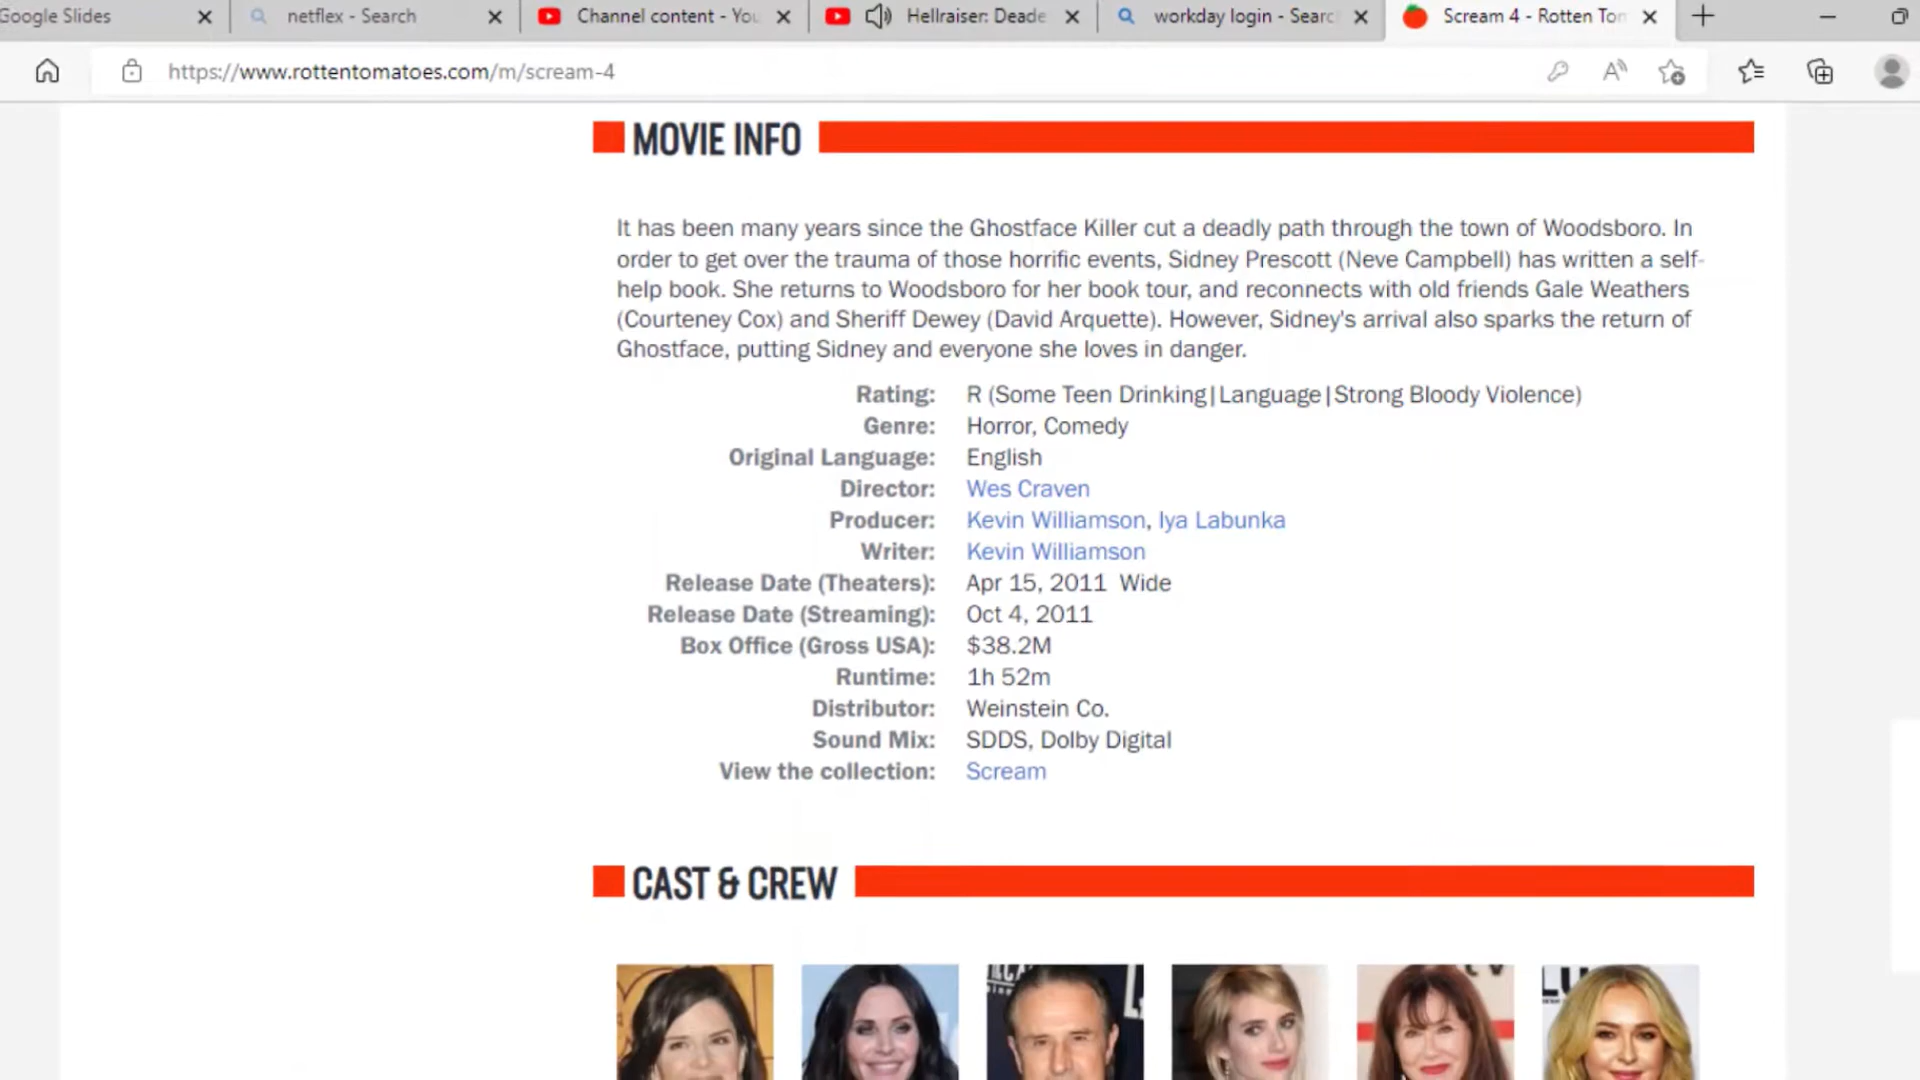 Google Slides
netflex - Search
Channel content - You
Hellraiser: Deade
workday login - Searc
Scream 4 - Rotten Tom
https://www.rottentomatoes.com/m/scream-4
MOVIE INFO
It has been many years since the Ghostface Killer cut a deadly path through the town of Woodsboro. In
order to get over the trauma of those horrific events, Sidney Prescott (Neve Campbell) has written a self-
help book. She returns to Woodsboro for her book tour, and reconnects with old friends Gale Weathers
(Courteney Cox) and Sheriff Dewey (David Arquette). However, Sidney's arrival also sparks the return of
Ghostface, putting Sidney and everyone she loves in danger.
Rating: R (Some Teen Drinking|Language|Strong Bloody Violence)
Genre: Horror, Comedy
Original Language: English
Director: Wes Craven
Producer: Kevin Williamson, Iya Labunka
Writer: Kevin Williamson
Release Date (Theaters): Apr 15, 2011 Wide
Release Date (Streaming): Oct 4, 2011
Box Office (Gross USA): $38.2M
Runtime: 1h 52m
Distributor: Weinstein Co.
Sound Mix: SDDS, Dolby Digital
View the collection: Scream
CAST & CREW